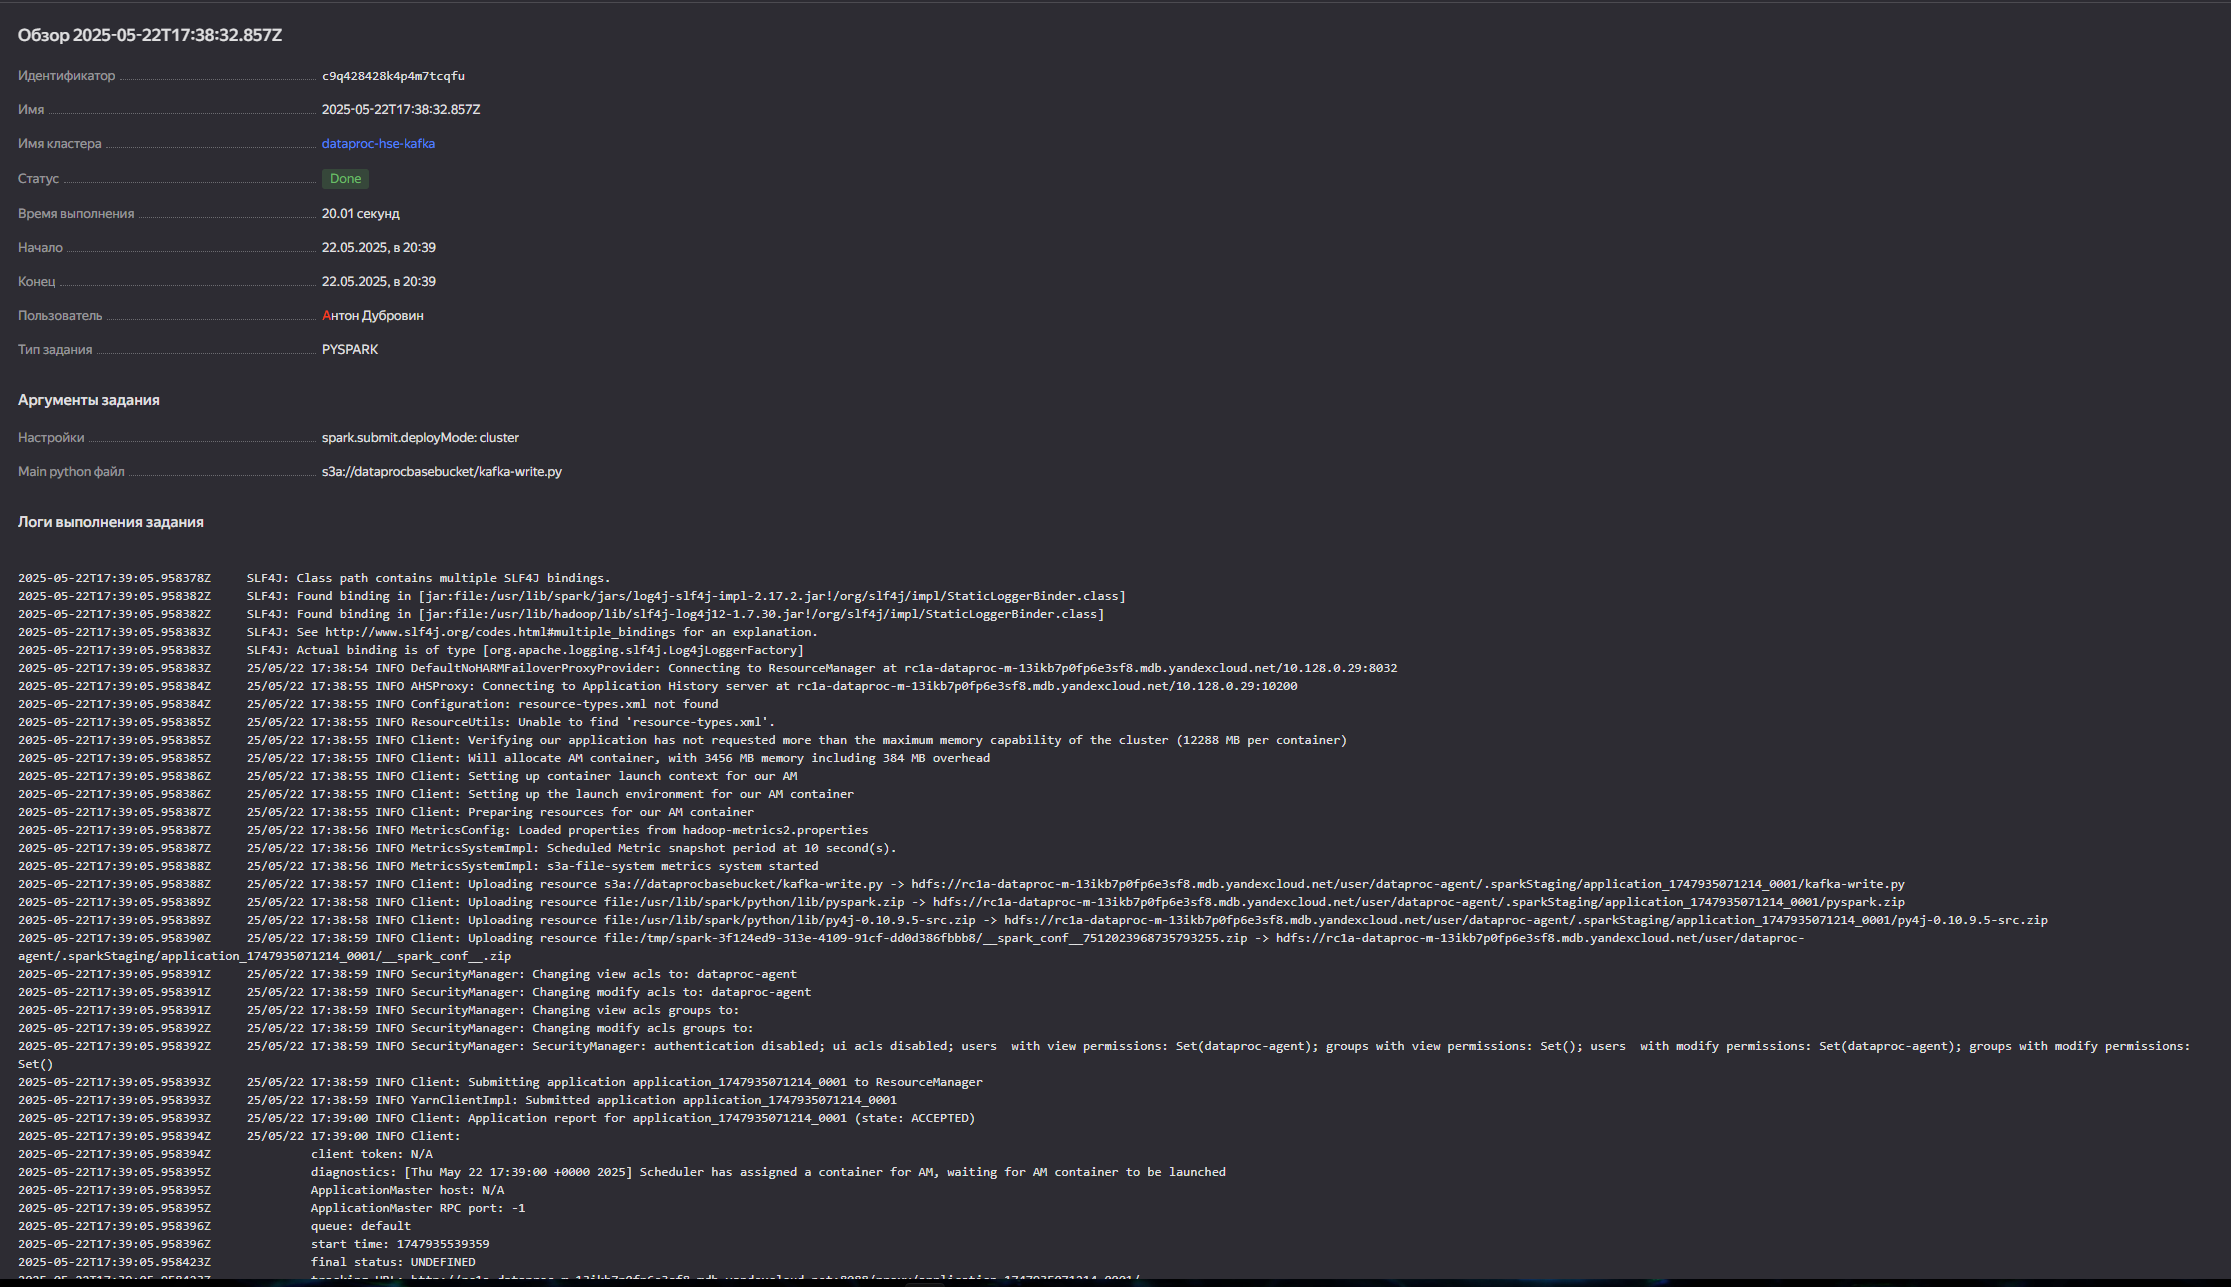 Обзор 2025-05-22T17:38:32.857Z
Идентификатор c9q428428k4p4m7tcqfu
Имя 2025-05-22T17:38:32.857Z
Имя кластера dataproc-hse-kafka
Статус Done
Время выполнения 20.01 секунд
Начало 22.05.2025, в 20:39
Конец 22.05.2025, в 20:39
Пользователь Антон Дубровин
Тип задания PYSPARK
Аргументы задания
Настройки spark.submit.deployMode: cluster
Main python файл s3a://dataprocbasebucket/kafka-write.py
Логи выполнения задания
2025-05-22T17:39:05.958378Z SLF4J: Class path contains multiple SLF4J bindings.
2025-05-22T17:39:05.958382Z SLF4J: Found binding in [jar:file:/usr/lib/spark/jars/log4j-slf4j-impl-2.17.2.jar!/org/slf4j/impl/StaticLoggerBinder.class]
2025-05-22T17:39:05.958382Z SLF4J: Found binding in [jar:file:/usr/lib/hadoop/lib/slf4j-log4j12-1.7.30.jar!/org/slf4j/impl/StaticLoggerBinder.class]
2025-05-22T17:39:05.958383Z SLF4J: See http://www.slf4j.org/codes.html#multiple_bindings for an explanation.
2025-05-22T17:39:05.958383Z SLF4J: Actual binding is of type [org.apache.logging.slf4j.Log4jLoggerFactory]
2025-05-22T17:39:05.958383Z 25/05/22 17:38:54 INFO DefaultNoHARMFailoverProxyProvider: Connecting to ResourceManager at rc1a-dataproc-m-13ikb7p0fp6e3sf8.mdb.yandexcloud.net/10.128.0.29:8032
2025-05-22T17:39:05.958384Z 25/05/22 17:38:55 INFO AHSProxy: Connecting to Application History server at rc1a-dataproc-m-13ikb7p0fp6e3sf8.mdb.yandexcloud.net/10.128.0.29:10200
2025-05-22T17:39:05.958384Z 25/05/22 17:38:55 INFO Configuration: resource-types.xml not found
2025-05-22T17:39:05.958385Z 25/05/22 17:38:55 INFO ResourceUtils: Unable to find 'resource-types.xml'.
2025-05-22T17:39:05.958385Z 25/05/22 17:38:55 INFO Client: Verifying our application has not requested more than the maximum memory capability of the cluster (12288 MB per container)
2025-05-22T17:39:05.958385Z 25/05/22 17:38:55 INFO Client: Will allocate AM container, with 3456 MB memory including 384 MB overhead
2025-05-22T17:39:05.958386Z 25/05/22 17:38:55 INFO Client: Setting up container launch context for our AM
2025-05-22T17:39:05.958386Z 25/05/22 17:38:55 INFO Client: Setting up the launch environment for our AM container
2025-05-22T17:39:05.958387Z 25/05/22 17:38:55 INFO Client: Preparing resources for our AM container
2025-05-22T17:39:05.958387Z 25/05/22 17:38:56 INFO MetricsConfig: Loaded properties from hadoop-metrics2.properties
2025-05-22T17:39:05.958387Z 25/05/22 17:38:56 INFO MetricsSystemImpl: Scheduled Metric snapshot period at 10 second(s).
2025-05-22T17:39:05.958388Z 25/05/22 17:38:56 INFO MetricsSystemImpl: s3a-file-system metrics system started
2025-05-22T17:39:05.958388Z 25/05/22 17:38:57 INFO Client: Uploading resource s3a://dataprocbasebucket/kafka-write.py -> hdfs://rc1a-dataproc-m-13ikb7p0fp6e3sf8.mdb.yandexcloud.net/user/dataproc-agent/.sparkStaging/application_1747935071214_0001/kafka-write.py
2025-05-22T17:39:05.958389Z 25/05/22 17:38:58 INFO Client: Uploading resource file:/usr/lib/spark/python/lib/pyspark.zip -> hdfs://rc1a-dataproc-m-13ikb7p0fp6e3sf8.mdb.yandexcloud.net/user/dataproc-agent/.sparkStaging/application_1747935071214_0001/pyspark.zip
2025-05-22T17:39:05.958389Z 25/05/22 17:38:58 INFO Client: Uploading resource file:/usr/lib/spark/python/lib/py4j-0.10.9.5-src.zip -> hdfs://rc1a-dataproc-m-13ikb7p0fp6e3sf8.mdb.yandexcloud.net/user/dataproc-agent/.sparkStaging/application_1747935071214_0001/py4j-0.10.9.5-src.zip
2025-05-22T17:39:05.958390Z 25/05/22 17:38:59 INFO Client: Uploading resource file:/tmp/spark-3f124ed9-313e-4109-91cf-dd0d386fbbb8/__spark_conf__7512023968735793255.zip -> hdfs://rc1a-dataproc-m-13ikb7p0fp6e3sf8.mdb.yandexcloud.net/user/dataproc-
agent/.sparkStaging/application_1747935071214_0001/__spark_conf__.zip
2025-05-22T17:39:05.958391Z 25/05/22 17:38:59 INFO SecurityManager: Changing view acls to: dataproc-agent
2025-05-22T17:39:05.958391Z 25/05/22 17:38:59 INFO SecurityManager: Changing modify acls to: dataproc-agent
2025-05-22T17:39:05.958391Z 25/05/22 17:38:59 INFO SecurityManager: Changing view acls groups to:
2025-05-22T17:39:05.958392Z 25/05/22 17:38:59 INFO SecurityManager: Changing modify acls groups to:
2025-05-22T17:39:05.958392Z 25/05/22 17:38:59 INFO SecurityManager: SecurityManager: authentication disabled; ui acls disabled; users  with view permissions: Set(dataproc-agent); groups with view permissions: Set(); users  with modify permissions: Set(dataproc-agent); groups with modify permissions:
Set()
2025-05-22T17:39:05.958393Z 25/05/22 17:38:59 INFO Client: Submitting application application_1747935071214_0001 to ResourceManager
2025-05-22T17:39:05.958393Z 25/05/22 17:38:59 INFO YarnClientImpl: Submitted application application_1747935071214_0001
2025-05-22T17:39:05.958393Z 25/05/22 17:39:00 INFO Client: Application report for application_1747935071214_0001 (state: ACCEPTED)
2025-05-22T17:39:05.958394Z 25/05/22 17:39:00 INFO Client:
2025-05-22T17:39:05.958394Z client token: N/A
2025-05-22T17:39:05.958395Z diagnostics: [Thu May 22 17:39:00 +0000 2025] Scheduler has assigned a container for AM, waiting for AM container to be launched
2025-05-22T17:39:05.958395Z ApplicationMaster host: N/A
2025-05-22T17:39:05.958395Z ApplicationMaster RPC port: -1
2025-05-22T17:39:05.958396Z queue: default
2025-05-22T17:39:05.958396Z start time: 1747935539359
2025-05-22T17:39:05.958423Z final status: UNDEFINED